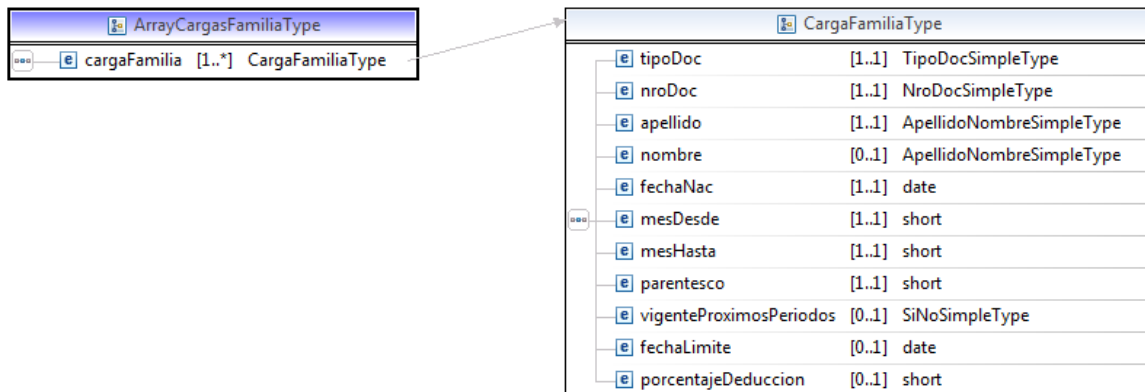 ArrayCargasFamiliaType
e cargaFamilia [1..*] CargaFamiliaType
CargaFamiliaType
e tipoDoc [1..1] TipoDocSimpleType
e nroDoc [1..1] NroDocSimpleType
e apellido [1..1] ApellidoNombreSimpleType
e nombre [0..1] ApellidoNombreSimpleType
e fechaNac [1..1] date
e mesDesde [1..1] short
e mesHasta [1..1] short
e parentesco [1..1] short
e vigenteProximosPeriodos [0..1] SiNoSimpleType
e fechaLimite [0..1] date
e porcentajeDeduccion [0..1] short